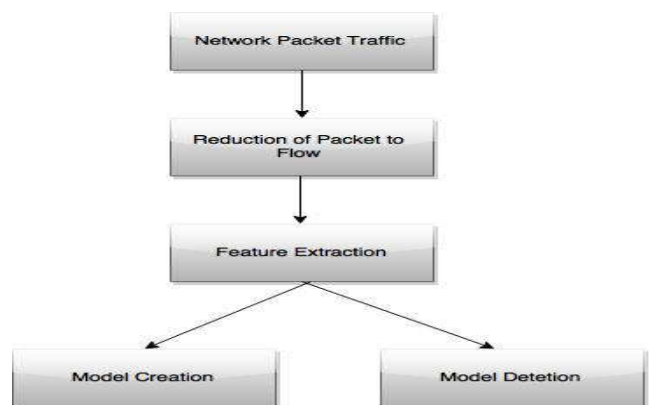 Network Packet Traffic
Reduction of Packet to
Flow
Feature Extraction
Model Creation
Model Detetion